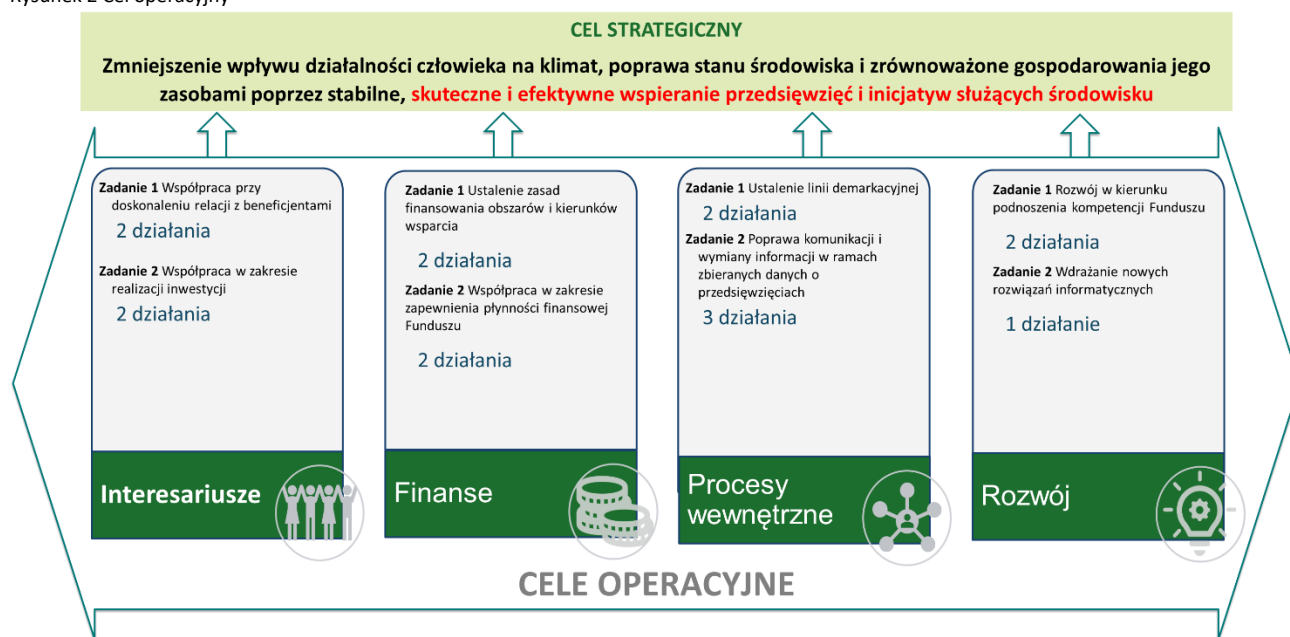 Rysunek 2 Cel operacyjny
CEL STRATEGICZNY
Zmniejszenie wpływu działalności człowieka na klimat, poprawa stanu środowiska i zrównoważone gospodarowania jego
zasobami poprzez stabilne, skuteczne i efektywne wspieranie przedsięwzięć i inicjatyw służących środowisku
Zadanie 1 Współpraca przy
doskonaleniu relacji z beneficjentami
2 działania
Zadanie 2 Współpraca w zakresie
realizacji inwestycji
2 działania
Interesariusze
Zadanie 1 Ustalenie zasad
finansowania obszarów i kierunków
wsparcia
2 działania
Zadanie 2 Współpraca w zakresie
zapewnienia płynności finansowej
Funduszu
2 działania
Finanse
Zadanie 1 Ustalenie linii demarkacyjnej
2 działania
Zadanie 2 Poprawa komunikacji i
wymiany informacji w ramach
zbieranych danych o
przedsięwzięciach
3 działania
Procesy
wewnętrzne
Zadanie 1 Rozwój w kierunku
podnoszenia kompetencji Funduszu
2 działania
Zadanie 2 Wdrażanie nowych
rozwiązań informatycznych
1 działanie
Rozwój
CELE OPERACYJNE